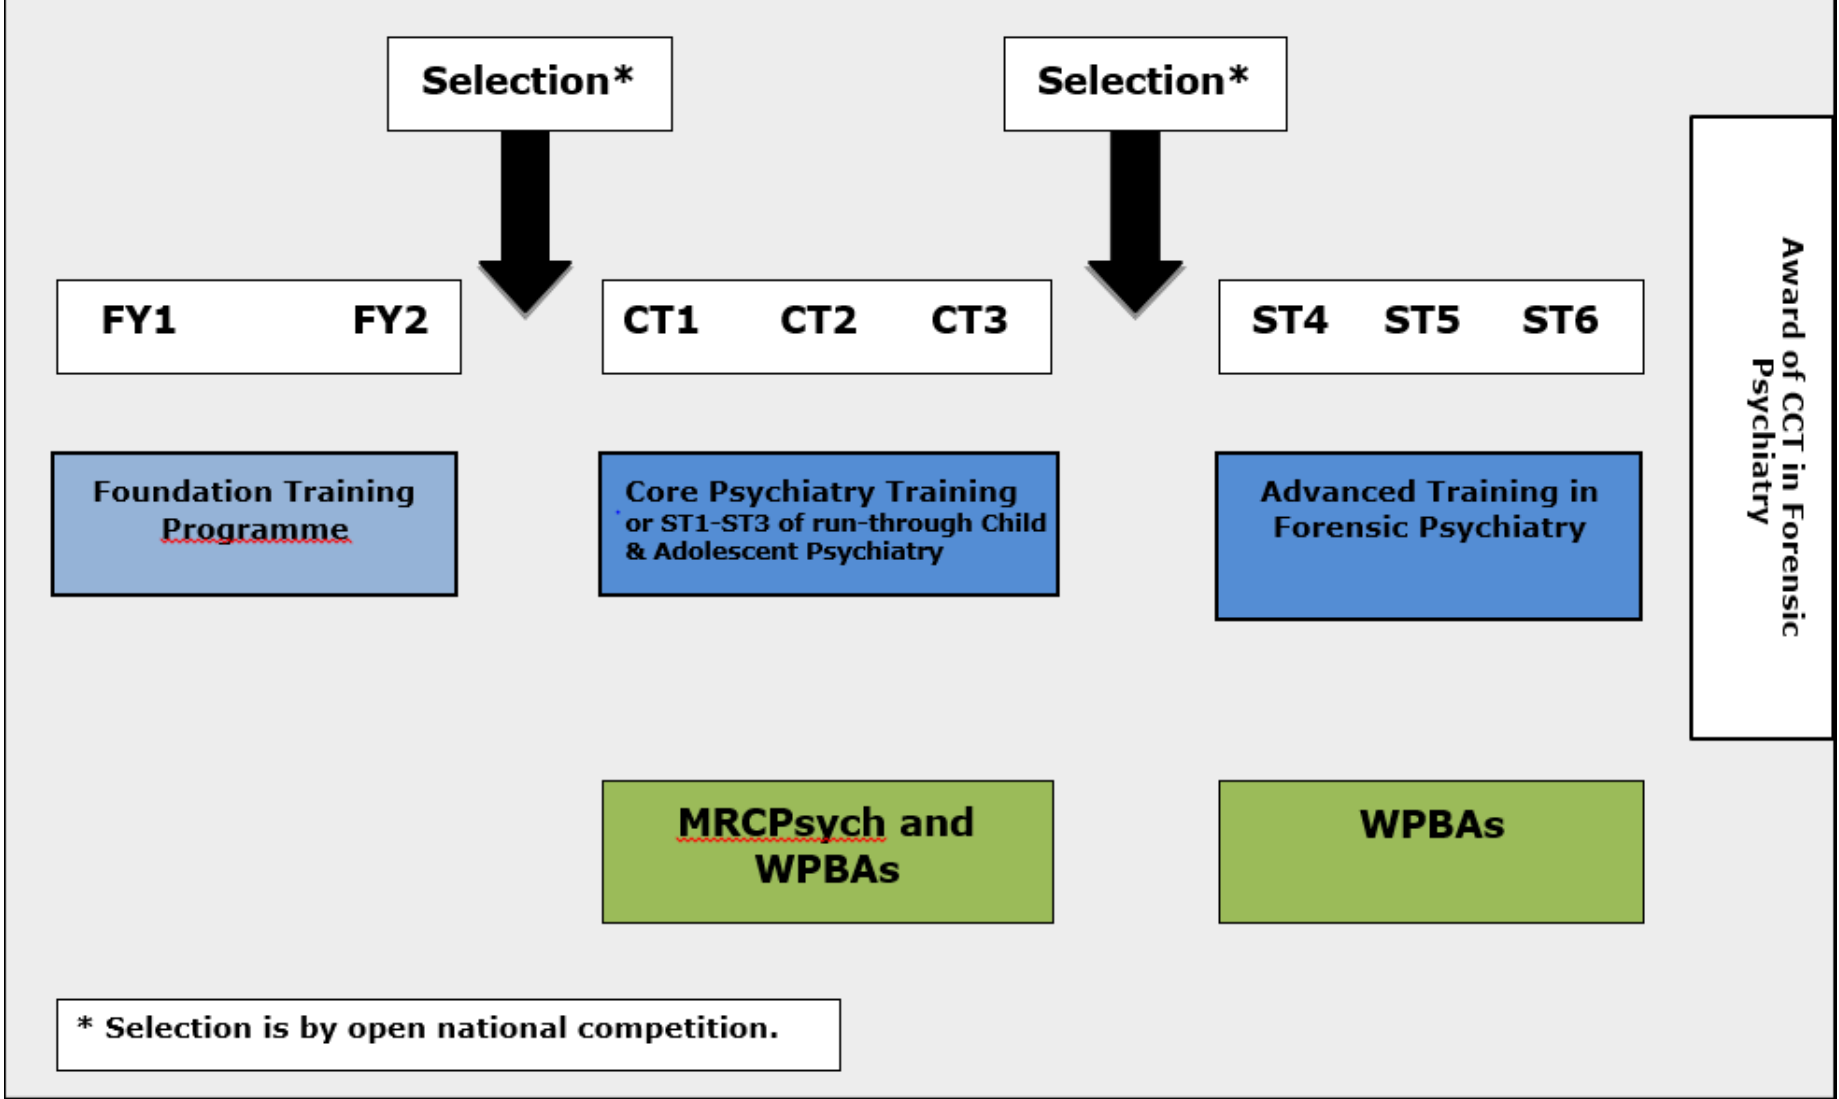 Selection*
Selection*
FY1 FY2
CT1 CT2 CT3
ST4 ST5 ST6
Foundation Training
Programme
Core Psychiatry Training
or ST1-ST3 of run-through Child
& Adolescent Psychiatry
Advanced Training in
Forensic Psychiatry
Award of CCT in Forensic
Psychiatry
MRCPsych and
WPBAs
WPBAs
* Selection is by open national competition.